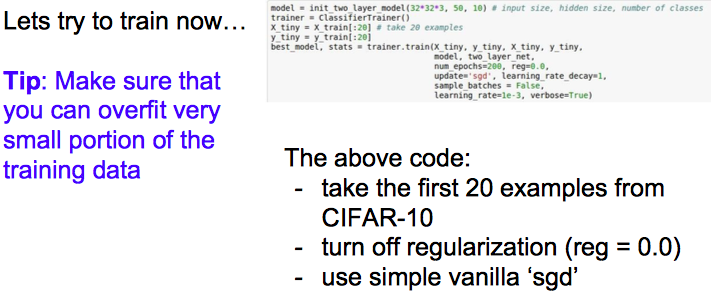 Lets try to train now…
Tip: Make sure that
you can overfit very
small portion of the
training data
model = init_two_layer_model(32*32*3, 50, 10) # input size, hidden size, number of classes
trainer = ClassifierTrainer()
X_tiny = X_train[:20] # take 20 examples
y_tiny = y_train[:20]
best_model, stats = trainer.train(X_tiny, y_tiny, X_tiny, y_tiny,
model, two_layer_net,
num_epochs=200, reg=0.0,
update='sgd', learning_rate_decay=1,
sample_batches = False,
learning_rate=1e-3, verbose=True)
The above code:
- take the first 20 examples from
CIFAR-10
- turn off regularization (reg = 0.0)
- use simple vanilla ‘sgd’